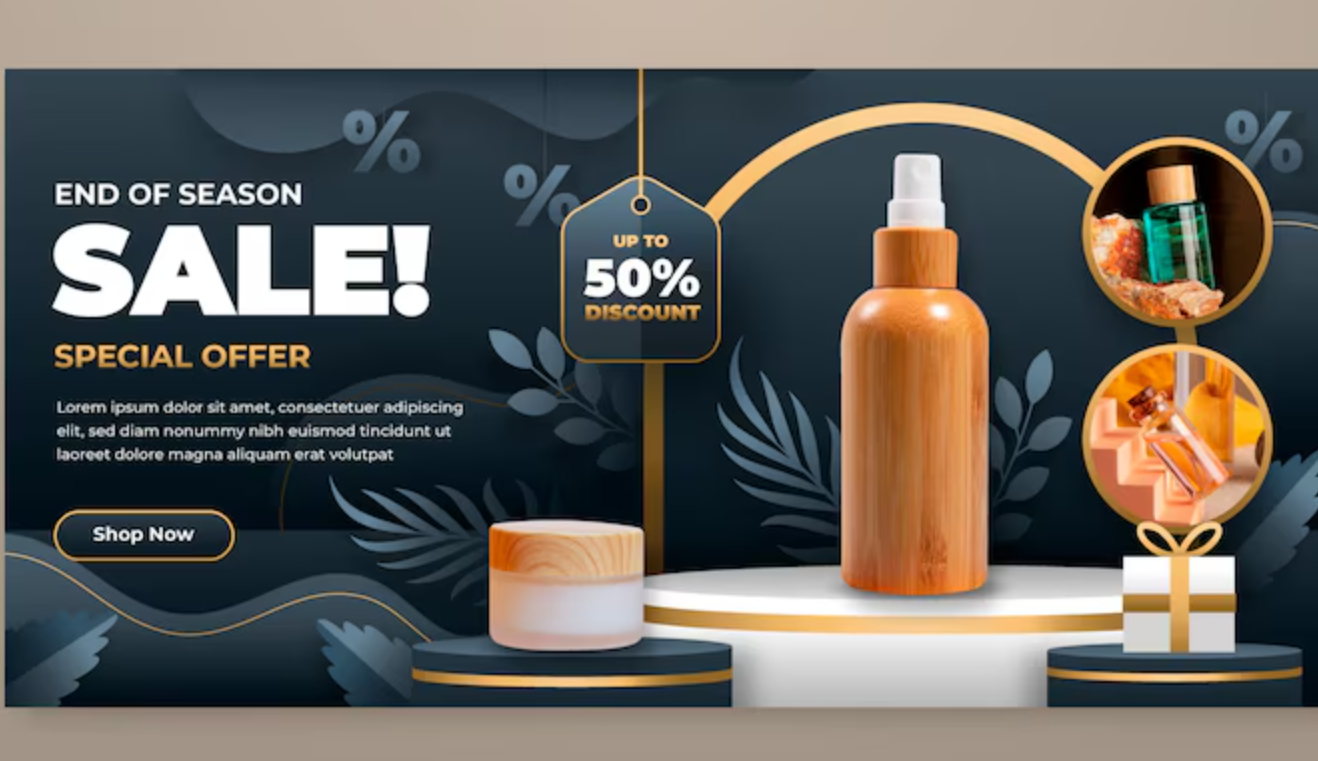 END OF SEASON
SALE!
SPECIAL OFFER
Lorem ipsum dolor sit amet, consectetuer adipiscing
elit, sed diam nonummy nibh euismod tincidunt ut
laoreet dolore magna aliquam erat volutpat
Shop Now
%
%
UP TO
50%
DISCOUNT
%